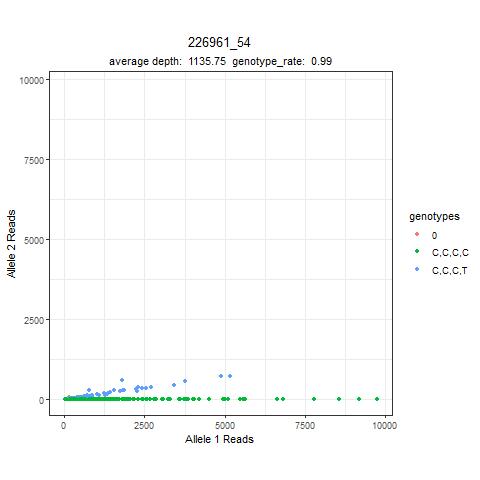 226961_54
average depth:  1135.75  genotype_rate:  0.99
10000
7500
5000
2500
0
Allele 2 Reads
0 2500 5000 7500 10000
Allele 1 Reads
genotypes
0
C,C,C,C
C,C,C,T